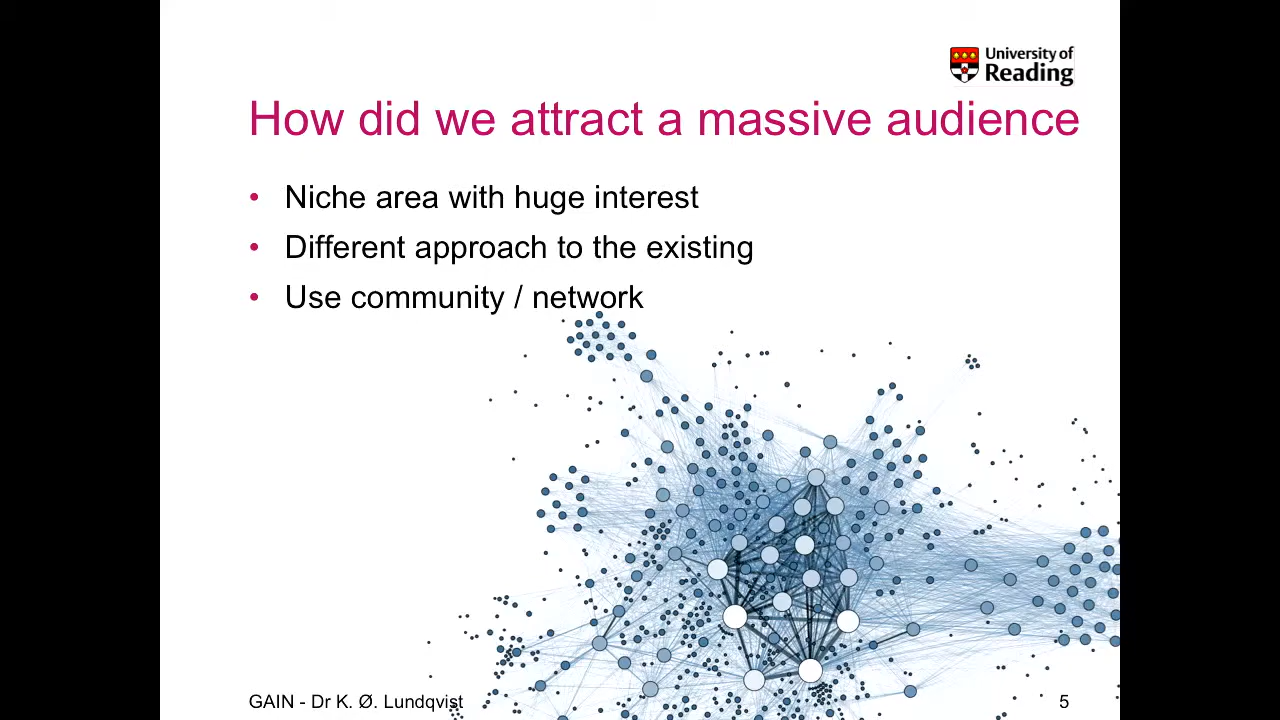 University of
Reading
How did we attract a massive audience
• Niche area with huge interest
• Different approach to the existing
• Use community / network
GAIN - Dr K. Ø. Lundqvist
5